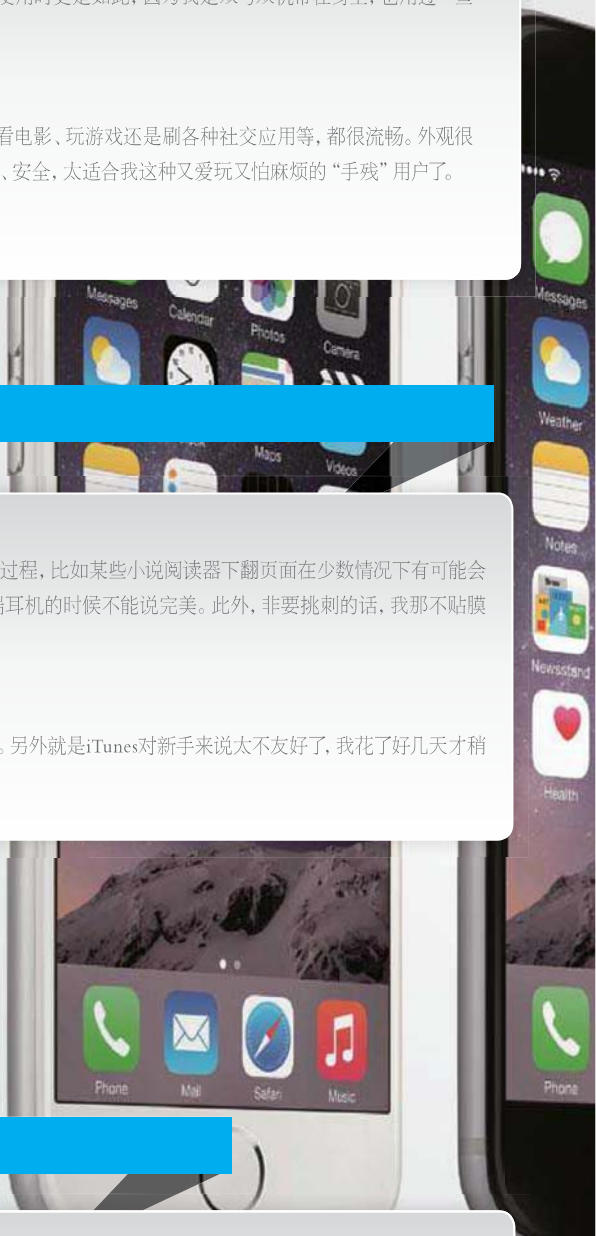 看电影、玩游戏还是刷各种社交应用等，都很流畅。外观很
、安全，太适合我这种又爱玩又怕麻烦的“手残”用户了。
Messages
Calendar
Photos
Camera
Messages
Weather
Maps
Videos
Notes
过程，比如某些小说阅读器下翻页面在少数情况下有可能会
耳机的时候不能说完美。此外，非要挑刺的话，我那不贴膜
Newsstand
。另外就是iTunes对新手来说太不友好了，我花了好几天才稍
Health
Phone
Mail
Safari
Music
Phone